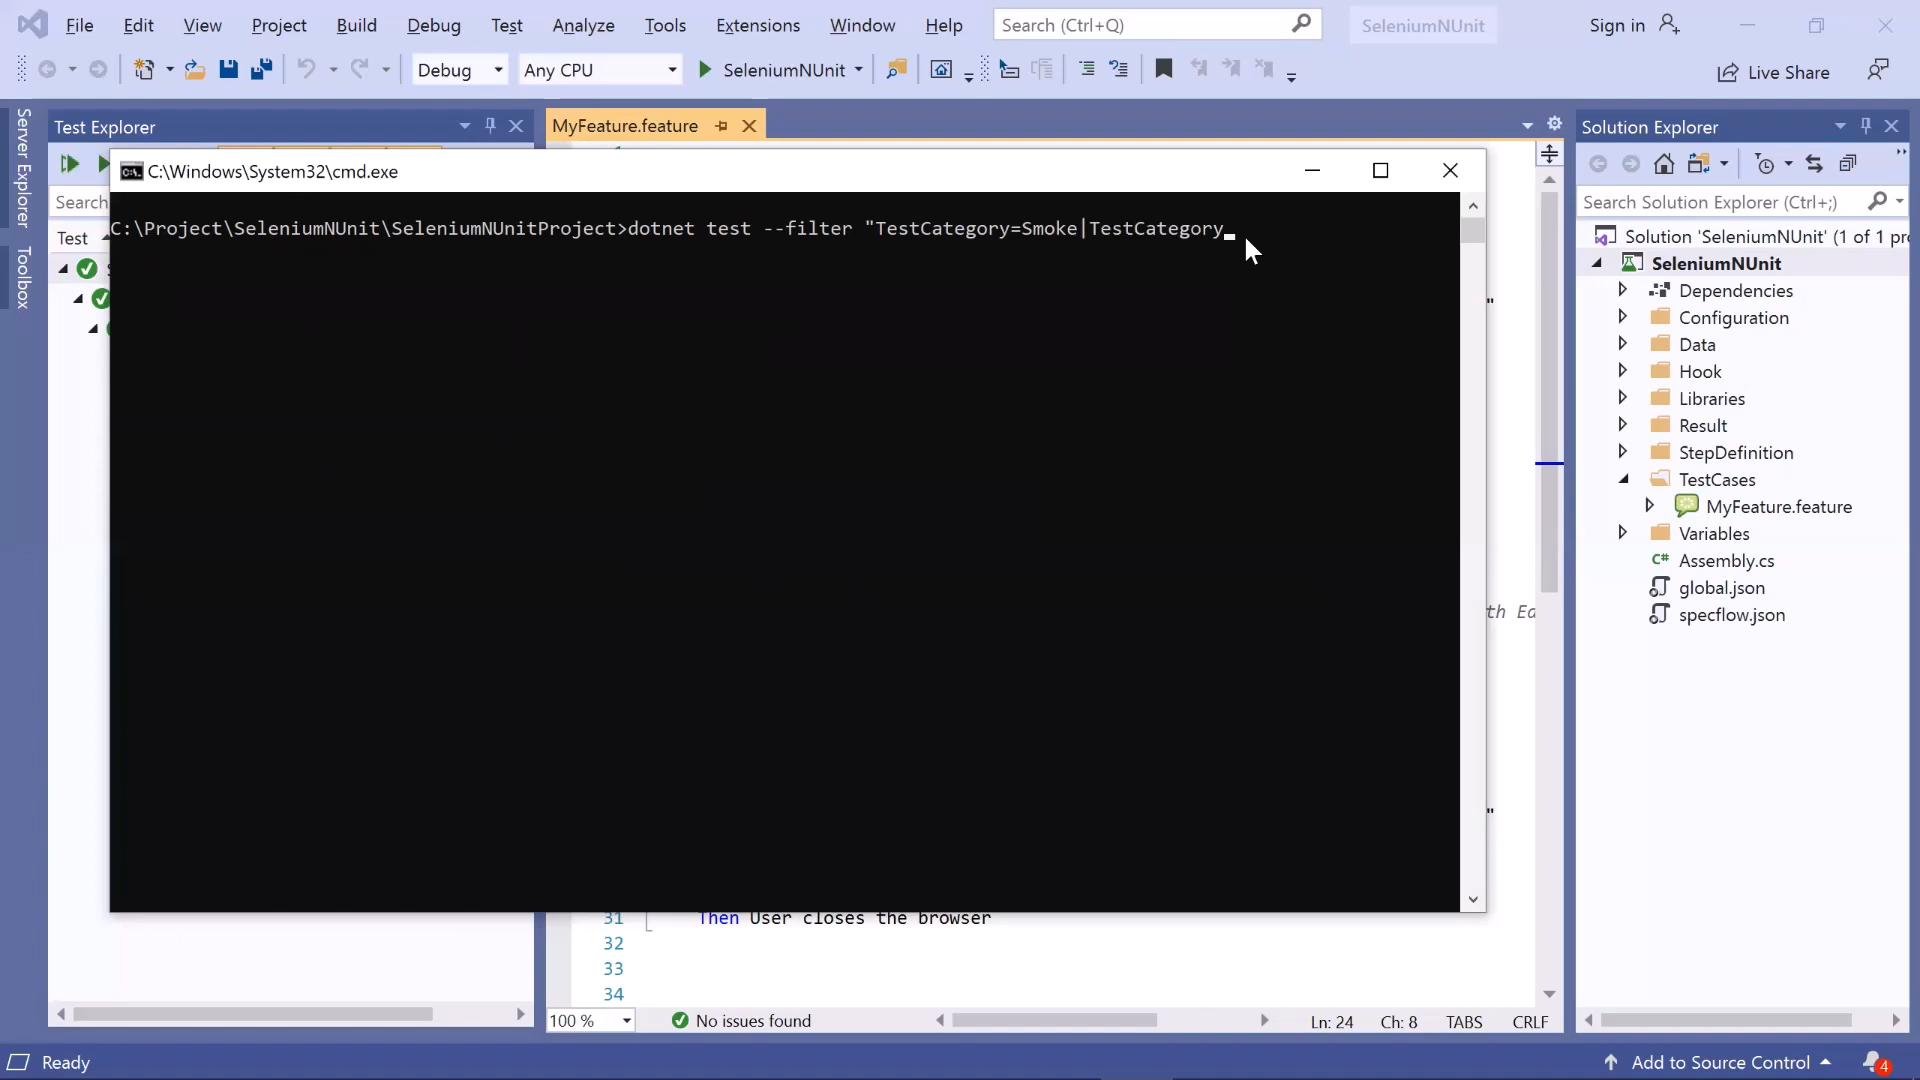 File Edit View Project Build Debug Test Analyze Tools Extensions Window Help Search (Ctrl+Q) SeleniumNUnit Sign in
Debug Any CPU SeleniumNUnit Live Share
Server Explorer
Toolbox
Test Explorer
MyFeature.feature
Solution Explorer
C:\Windows\System32\cmd.exe
Search
Search Solution Explorer (Ctrl+;)
C:\Project\SeleniumNUnit\SeleniumNUnitProject>dotnet test --filter "TestCategory=Smoke|TestCategory
Test
Solution 'SeleniumNUnit' (1 of 1 pr
SeleniumNUnit
Dependencies
"
Configuration
Data
Hook
Libraries
Result
StepDefinition
TestCases
MyFeature.feature
Variables
Assembly.cs
global.json
th Ea
specflow.json
"
31 Then User closes the browser
32
33
34
100 % No issues found Ln: 24 Ch: 8 TABS CRLF
Ready Add to Source Control 4